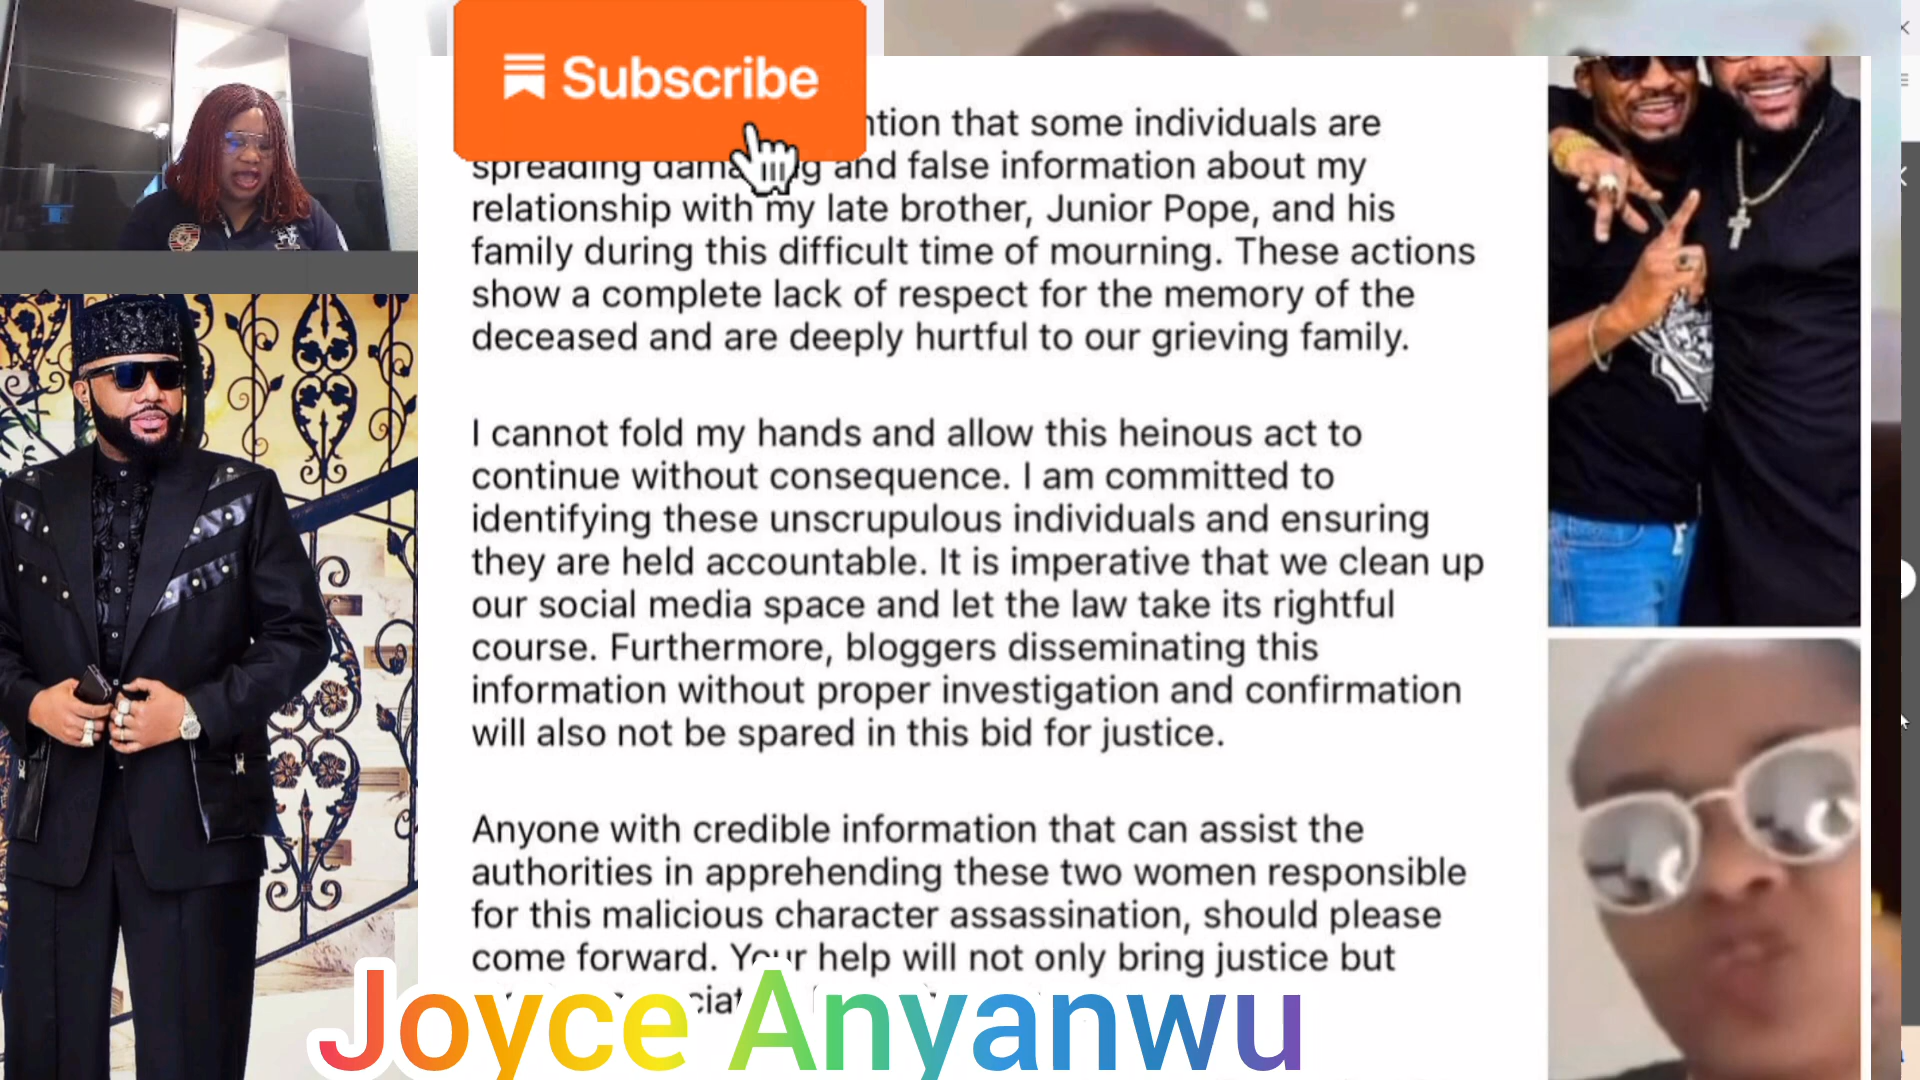 Subscribe
that some individuals are
spreading and false information about my
relationship with my late brother, Junior Pope, and his
family during this difficult time of mourning. These actions
show a complete lack of respect for the memory of the
deceased and are deeply hurtful to our grieving family.
I cannot fold my hands and allow this heinous act to
continue without consequence. I am committed to
identifying these unscrupulous individuals and ensuring
they are held accountable. It is imperative that we clean up
our social media space and let the law take its rightful
course. Furthermore, bloggers disseminating this
information without proper investigation and confirmation
will also not be spared in this bid for justice.
Anyone with credible information that can assist the
authorities in apprehending these two women responsible
for this malicious character assassination, should please
come forward. Your help will not only bring justice but
Joyce Anyanwu